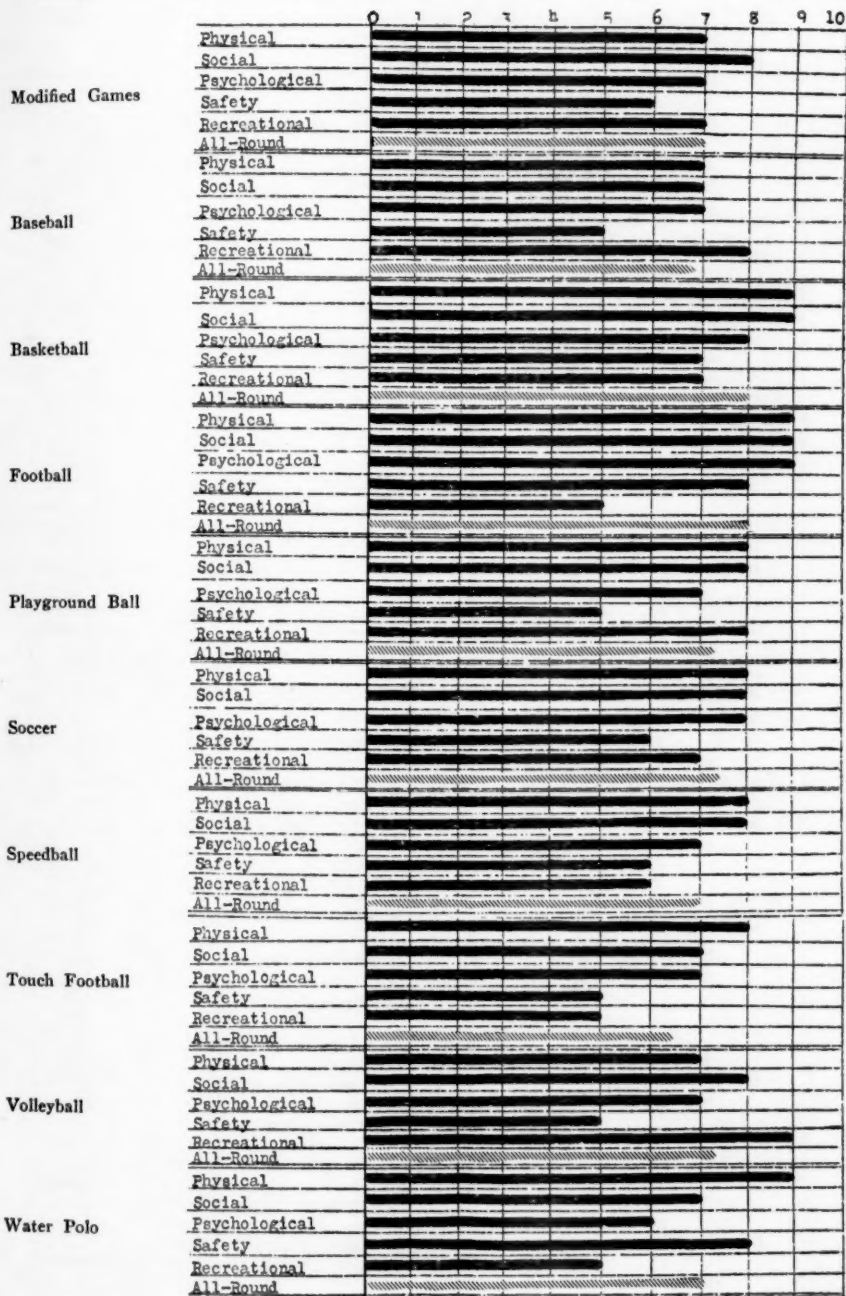 0 1 2 3 4 5 6 7 8 9 10
Physical
Social
Psychological
Modified Games
Safety
Recreational
All-Round
Physical
Social
Psychological
Baseball
Safety
Recreational
All-Round
Physical
Social
Basketball
Psychological
Safety
Recreational
All-Round
Physical
Social
Psychological
Football
Safety
Recreational
All-Round
Physical
Social
Psychological
Playground Ball
Safety
Recreational
All-Round
Physical
Social
Psychological
Soccer
Safety
Recreational
All-Round
Physical
Social
Psychological
Speedball
Safety
Recreational
All-Round
Physical
Social
Psychological
Touch Football
Safety
Recreational
All-Round
Physical
Social
Psychological
Volleyball
Safety
Recreational
All-Round
Physical
Social
Psychological
Water Polo
Safety
Recreational
All-Round